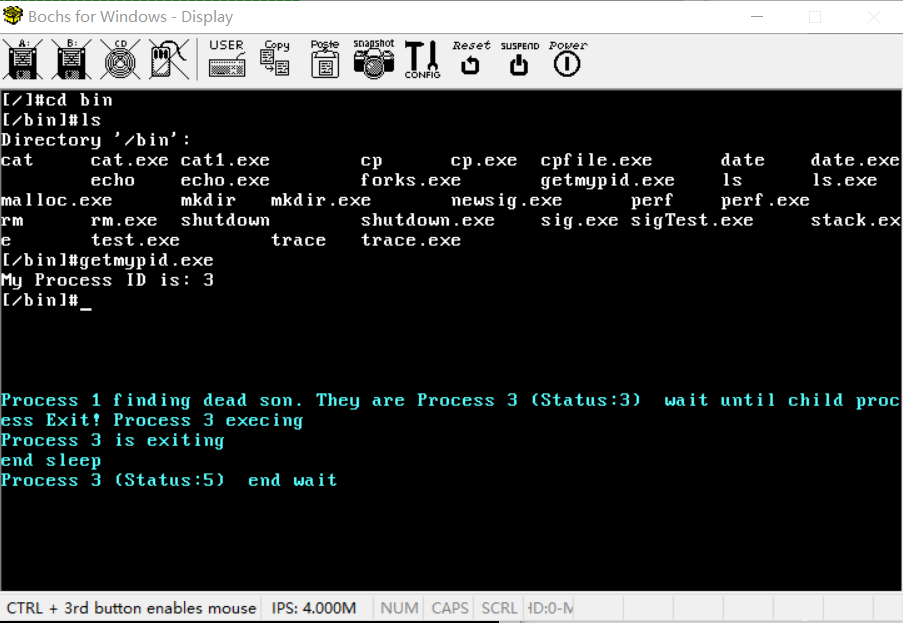 Bochs for Windows - Display
A: B: CD USER Copy Paste snapshot CONFIG Reset SUSPEND Power
[/]#cd bin
[/bin]#ls
Directory '/bin':
cat cat.exe cat1.exe cp cp.exe cpfile.exe date date.exe
echo echo.exe forks.exe getmypid.exe ls ls.exe
malloc.exe mkdir mkdir.exe newsig.exe perf perf.exe
rm rm.exe shutdown shutdown.exe sig.exe sigTest.exe stack.ex
e test.exe trace trace.exe
[/bin]#getmypid.exe
My Process ID is: 3
[/bin]#_
Process 1 finding dead son. They are Process 3 (Status:3) wait until child proc
ess Exit! Process 3 execing
Process 3 is exiting
end sleep
Process 3 (Status:5) end wait
CTRL + 3rd button enables mouse IPS: 4.000M NUM CAPS SCRL HD:0-M